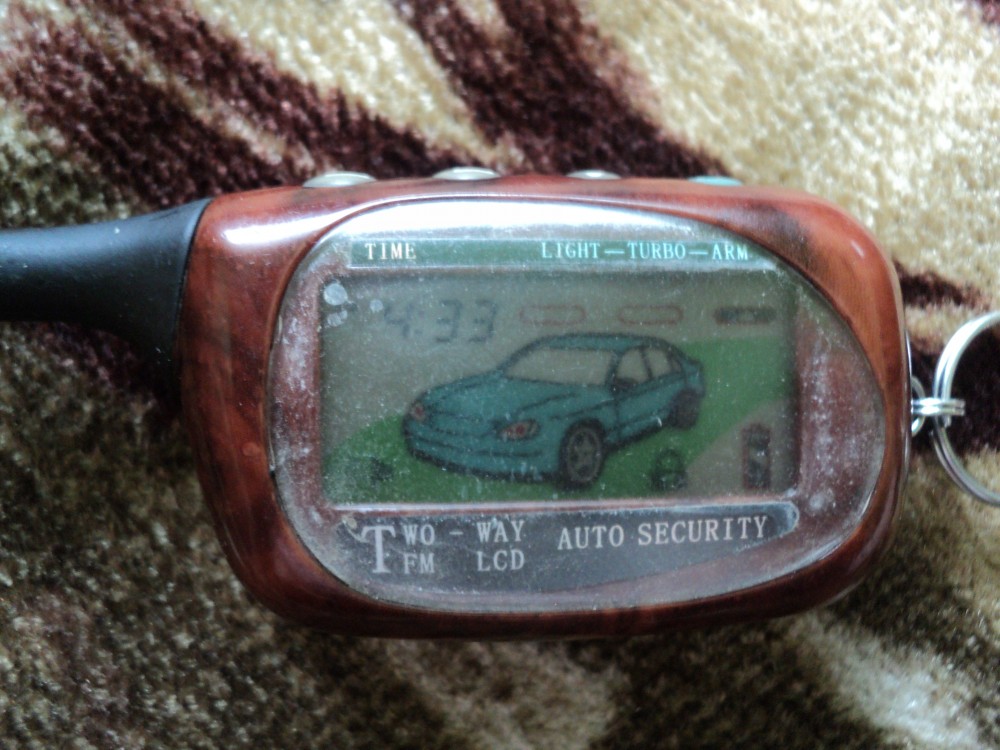 TIME LIGHT—TURBO—ARM
4:33
TWO - WAY AUTO SECURITY
FM LCD